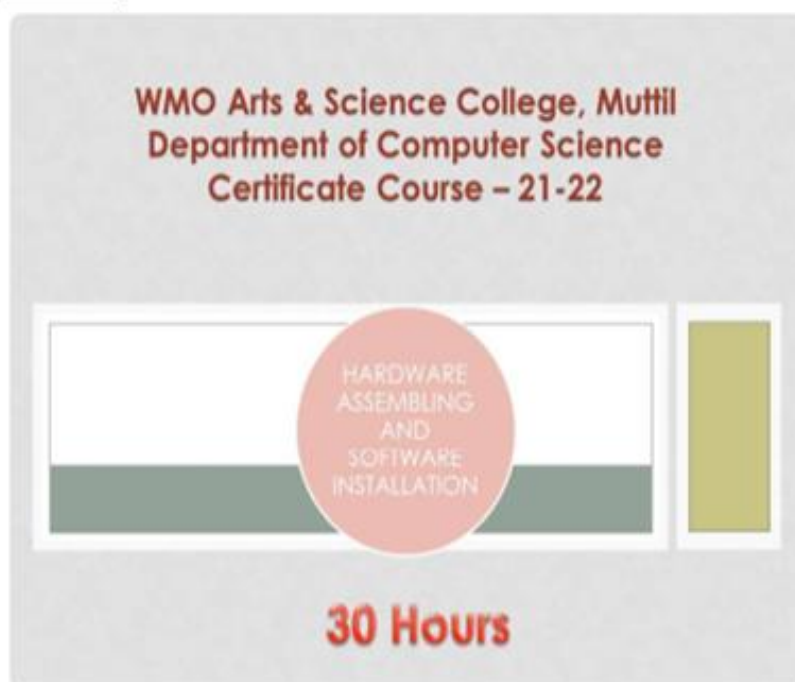 WMO Arts & Science College, Muttil
Department of Computer Science
Certificate Course – 21-22
HARDWARE
ASSEMBLING
AND
SOFTWARE
INSTALLATION
30 Hours